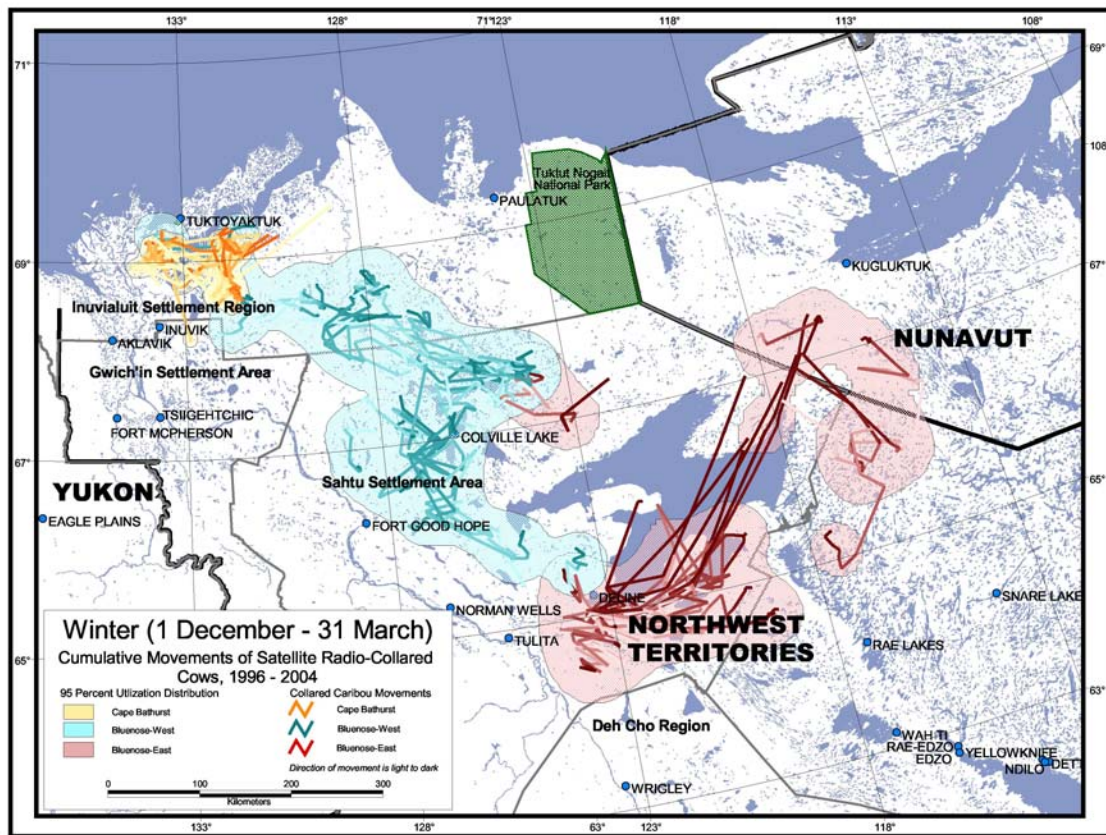 133°
128°
71°123
118°
113°
108°
71°
69°
Tuktut Nogait
National Park
PAULATUK
TUKTOYAKTUK
108
69°
KUGLUKTUK
67°
Inuvialuit Settlement Region
INUVIK
AKLAVIK
NUNAVUT
Gwich'in Settlement Area
TSIIGEHTCHIC
FORT MCPHERSON
COLVILLE LAKE
67°
Sahtu Settlement Area
65°
YUKON
EAGLE PLAINS
FORT GOOD HOPE
DELINE
SNARE LAKE
NORMAN WELLS
NORTHWEST
TERRITORIES
TULITA
RAE LAKES
65°
63°
Deh Cho Region
WAH TI
RAE-EDZO
EDZO
YELLOWKNIFE
NDILO
DETT
WRIGLEY
Winter (1 December - 31 March)
Cumulative Movements of Satellite Radio-Collared
Cows, 1996 - 2004
95 Percent Utlization Distribution
Cape Bathurst
Bluenose-West
Bluenose-East
Collared Caribou Movements
Cape Bathurst
Bluenose-West
Bluenose-East
Direction of movement is light to dark
0 100 200 300
Kilometers
133°
128°
63°
123°
118°